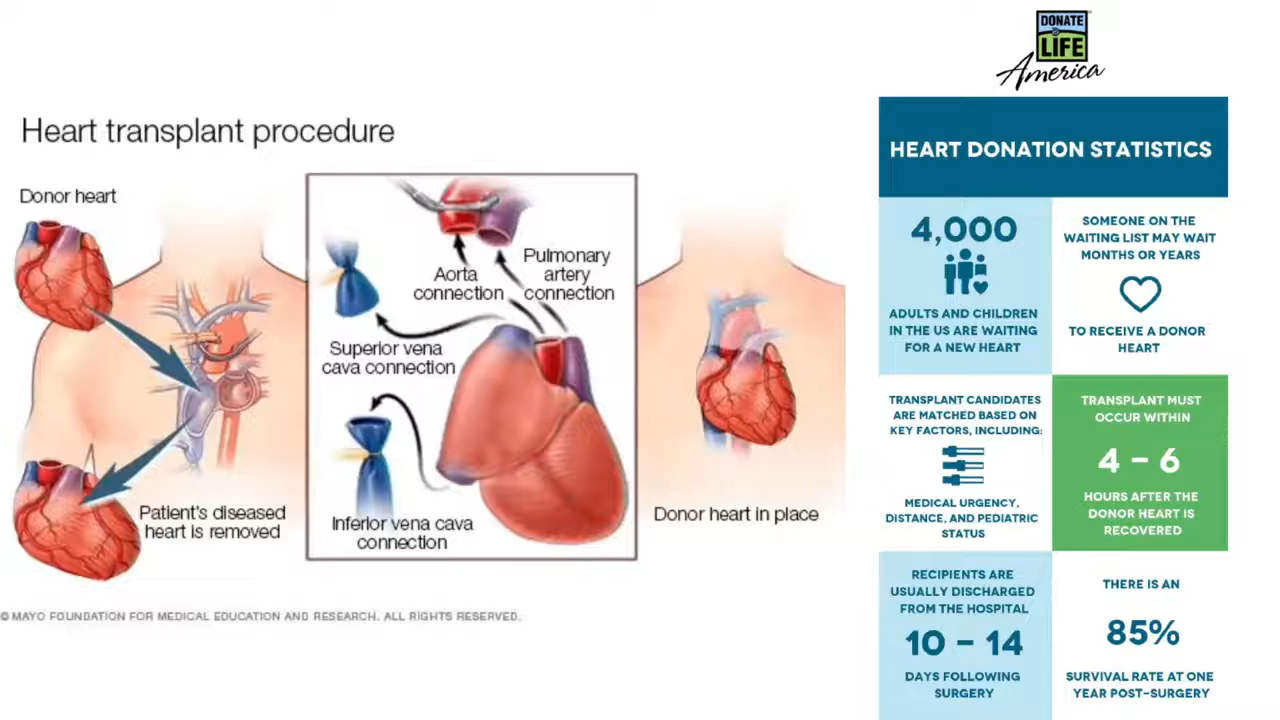 Heart transplant procedure
Donor heart
Patient's diseased
heart is removed
Aorta
connection
Pulmonary
artery
connection
Superior vena
cava connection
Inferior vena cava
connection
Donor heart in place
© MAYO FOUNDATION FOR MEDICAL EDUCATION AND RESEARCH. ALL RIGHTS RESERVED.
DONATE
LIFE
America
HEART DONATION STATISTICS
4,000
ADULTS AND CHILDREN
IN THE US ARE WAITING
FOR A NEW HEART
SOMEONE ON THE
WAITING LIST MAY WAIT
MONTHS OR YEARS
TO RECEIVE A DONOR
HEART
TRANSPLANT CANDIDATES
ARE MATCHED BASED ON
KEY FACTORS, INCLUDING:
MEDICAL URGENCY,
DISTANCE, AND PEDIATRIC
STATUS
TRANSPLANT MUST
OCCUR WITHIN
4 – 6
HOURS AFTER THE
DONOR HEART IS
RECOVERED
RECIPIENTS ARE
USUALLY DISCHARGED
FROM THE HOSPITAL
10 – 14
DAYS FOLLOWING
SURGERY
THERE IS AN
85%
SURVIVAL RATE AT ONE
YEAR POST-SURGERY